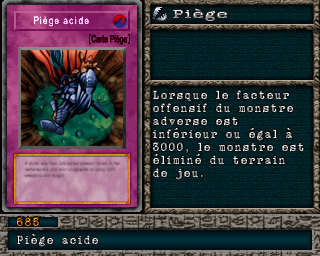 Piège acide
[Carte Piège]
Piège
Lorsque le facteur
offensif du monstre
adverse est
inférieur ou égal à
3000, le monstre est
éliminé du terrain
de jeu.
685
Piège acide